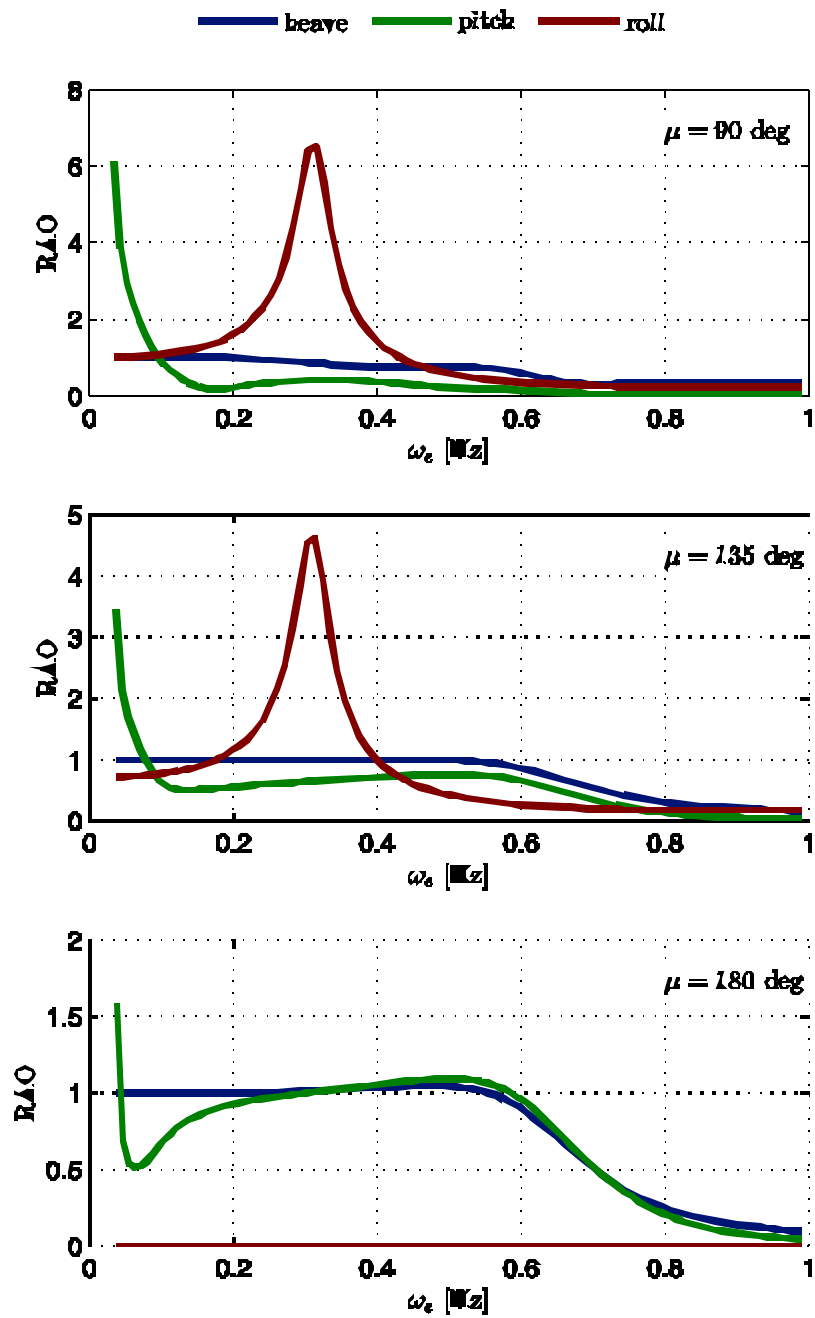 heave pitch roll
8
μ = 90 deg
6
RAO
4
2
0
0 0.2 0.4 0.6 0.8 1
ωe [Hz]
5
μ = 135 deg
4
3
RAO
2
1
0
0 0.2 0.4 0.6 0.8 1
ωe [Hz]
2
μ = 180 deg
1.5
1
RAO
0.5
0
0 0.2 0.4 0.6 0.8 1
ωe [Hz]